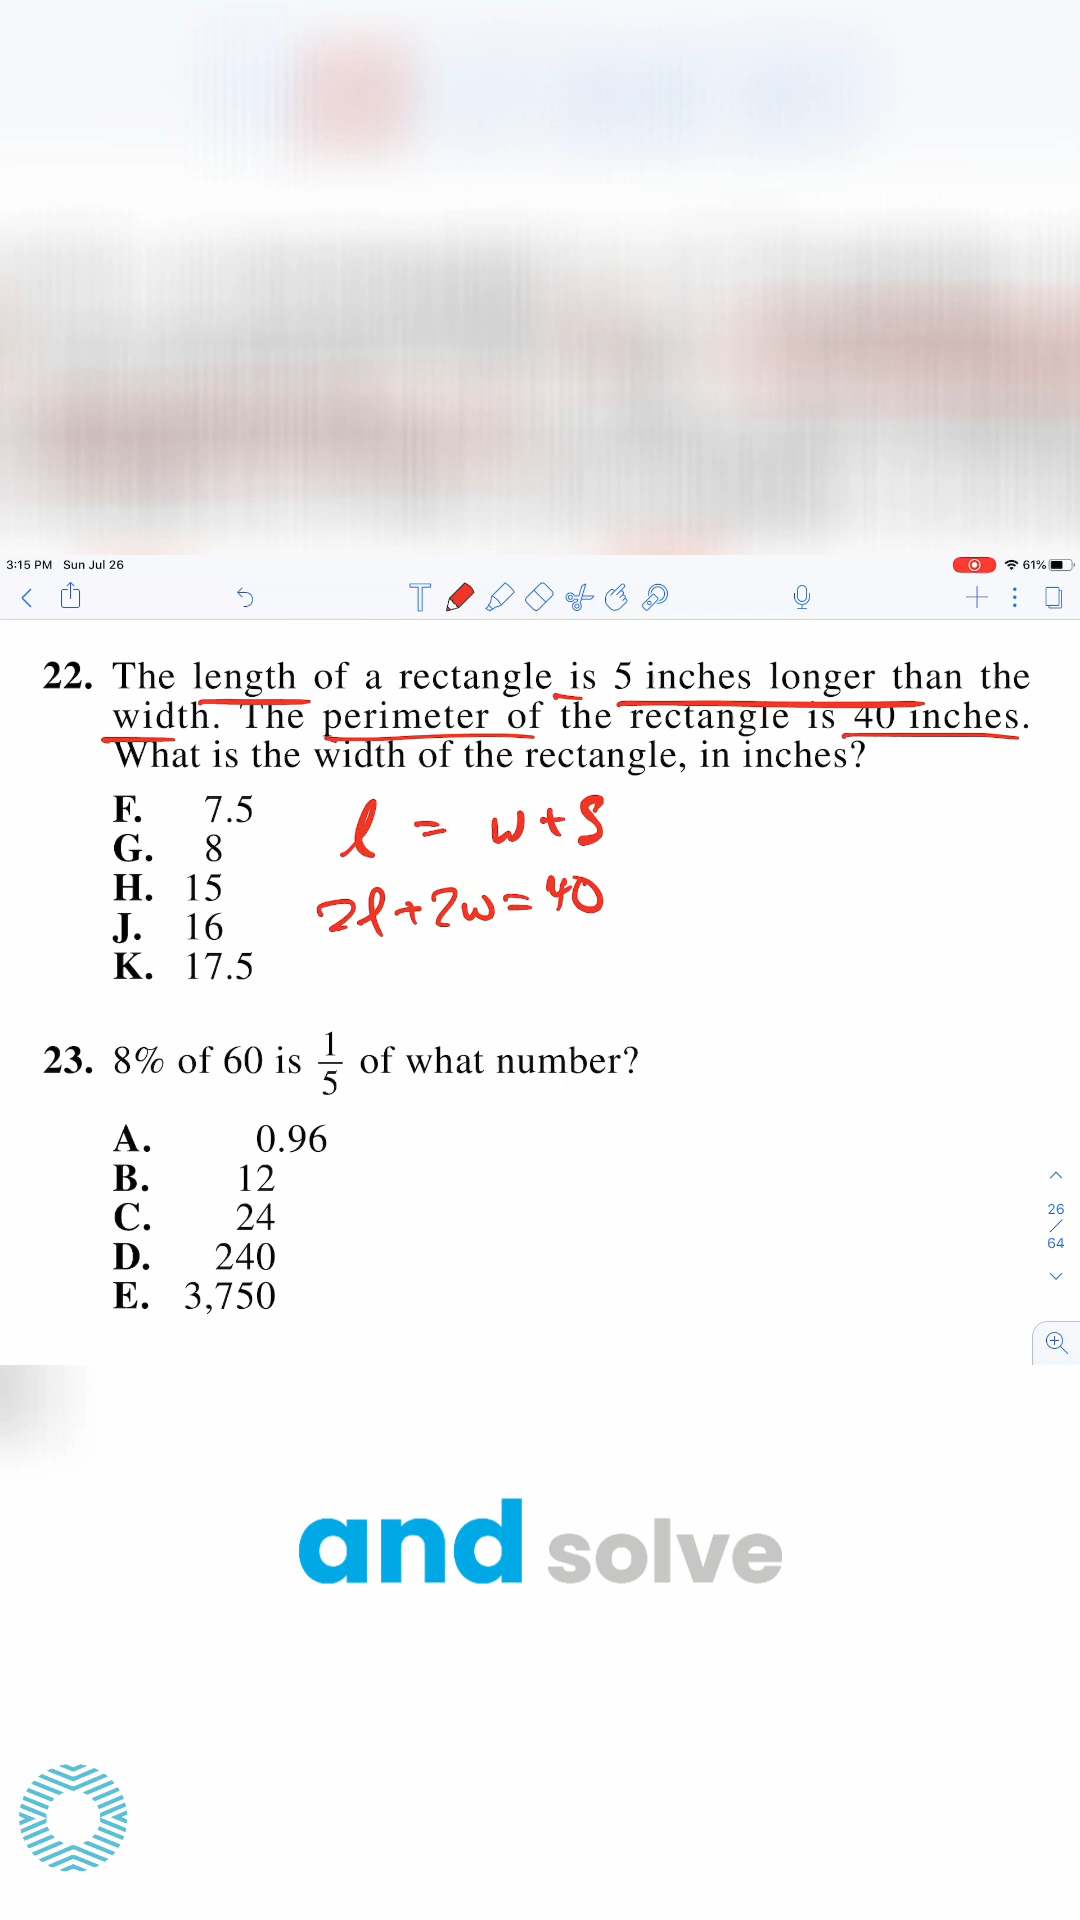 3:15 PM Sun Jul 26
61%
22. The length of a rectangle is 5 inches longer than the
width. The perimeter of the rectangle is 40 inches.
What is the width of the rectangle, in inches?
F. 7.5
G. 8
H. 15
J. 16
K. 17.5
l = w+5
2l+2w=40
23. 8% of 60 is 1/5 of what number?
A. 0.96
B. 12
C. 24
D. 240
E. 3,750
26
/
64
and solve